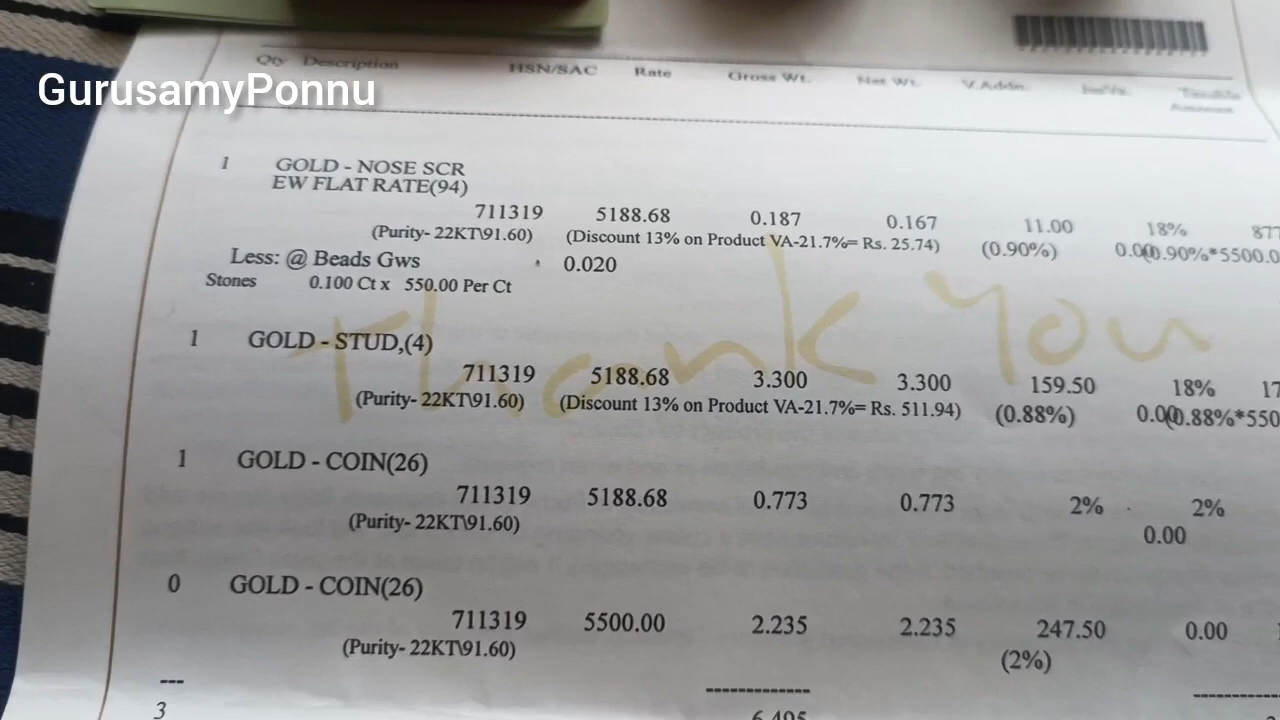 GurusamyPonnu
Qty Description HSN/SAC Rate Gross Wt. Net Wt. V.Addn. Taxable
Amount
1 GOLD - NOSE SCR
EW FLAT RATE(94)
711319 5188.68 0.187 0.167 11.00 18% 877
(Purity- 22KT\91.60) (Discount 13% on Product VA-21.7%= Rs. 25.74) (0.90%) 0.00 0.90%*5500.0
Less: @ Beads Gws 0.020
Stones 0.100 Ct x 550.00 Per Ct
Thank You
1 GOLD - STUD,(4)
711319 5188.68 3.300 3.300 159.50 18% 17
(Purity- 22KT\91.60) (Discount 13% on Product VA-21.7%= Rs. 511.94) (0.88%) 0.00 0.88%*550
1 GOLD - COIN(26)
711319 5188.68 0.773 0.773 2% 2%
(Purity- 22KT\91.60) 0.00
0 GOLD - COIN(26)
711319 5500.00 2.235 2.235 247.50 0.00
(Purity- 22KT\91.60) (2%)
3 6.495